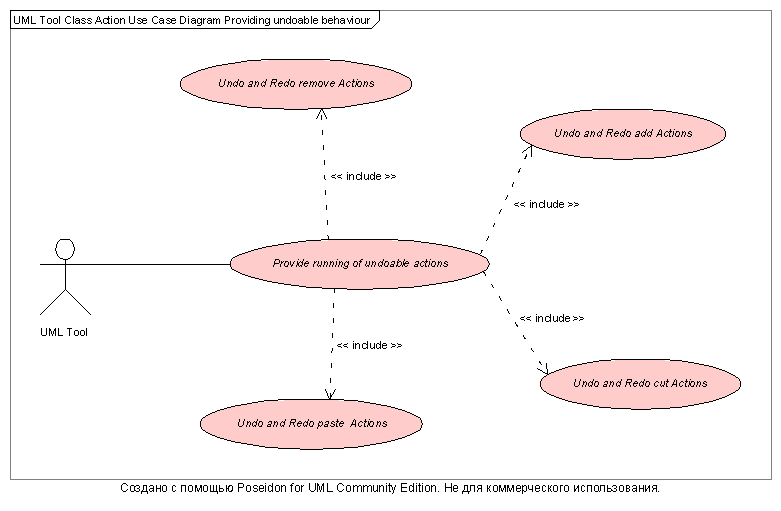 UML Tool Class Action Use Case Diagram Providing undoable behaviour
Undo and Redo remove Actions
Undo and Redo add Actions
<< include >>
<< include >>
Provide running of undoable actions
<< include >>
UML Tool
<< include >>
Undo and Redo cut Actions
Undo and Redo paste  Actions
Создано с помощью Poseidon for UML Community Edition. Не для коммерческого использования.